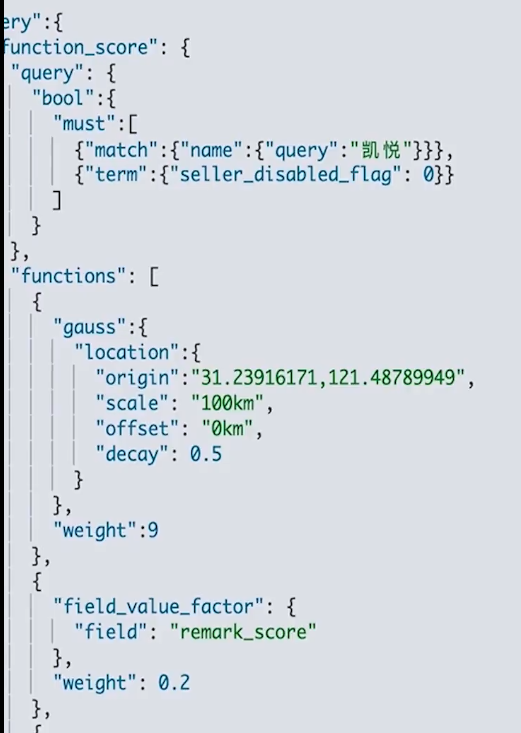 ery":{
function_score": {
"query": {
"bool":{
"must":[
{"match":{"name":{"query":"凯悦"}}},
{"term":{"seller_disabled_flag": 0}}
]
}
},
"functions": [
{
"gauss":{
"location":{
"origin":"31.23916171,121.48789949",
"scale": "100km",
"offset": "0km",
"decay": 0.5
}
},
"weight":9
},
{
"field_value_factor": {
"field": "remark_score"
},
"weight": 0.2
},
{